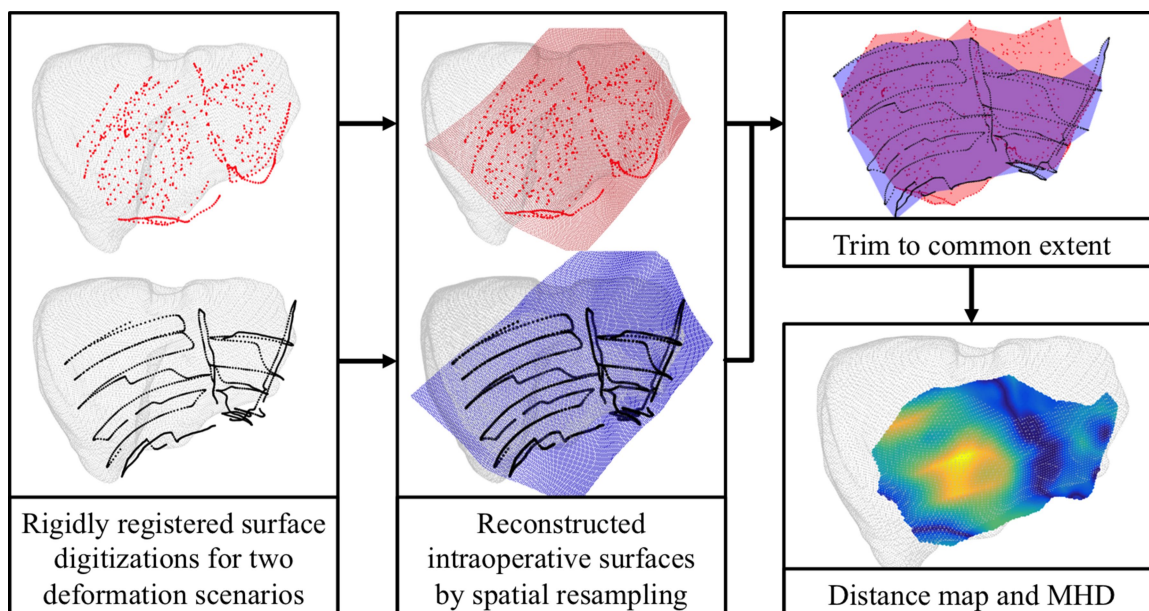 Rigidly registered surface
digitizations for two
deformation scenarios
Reconstructed
intraoperative surfaces
by spatial resampling
Trim to common extent
Distance map and MHD